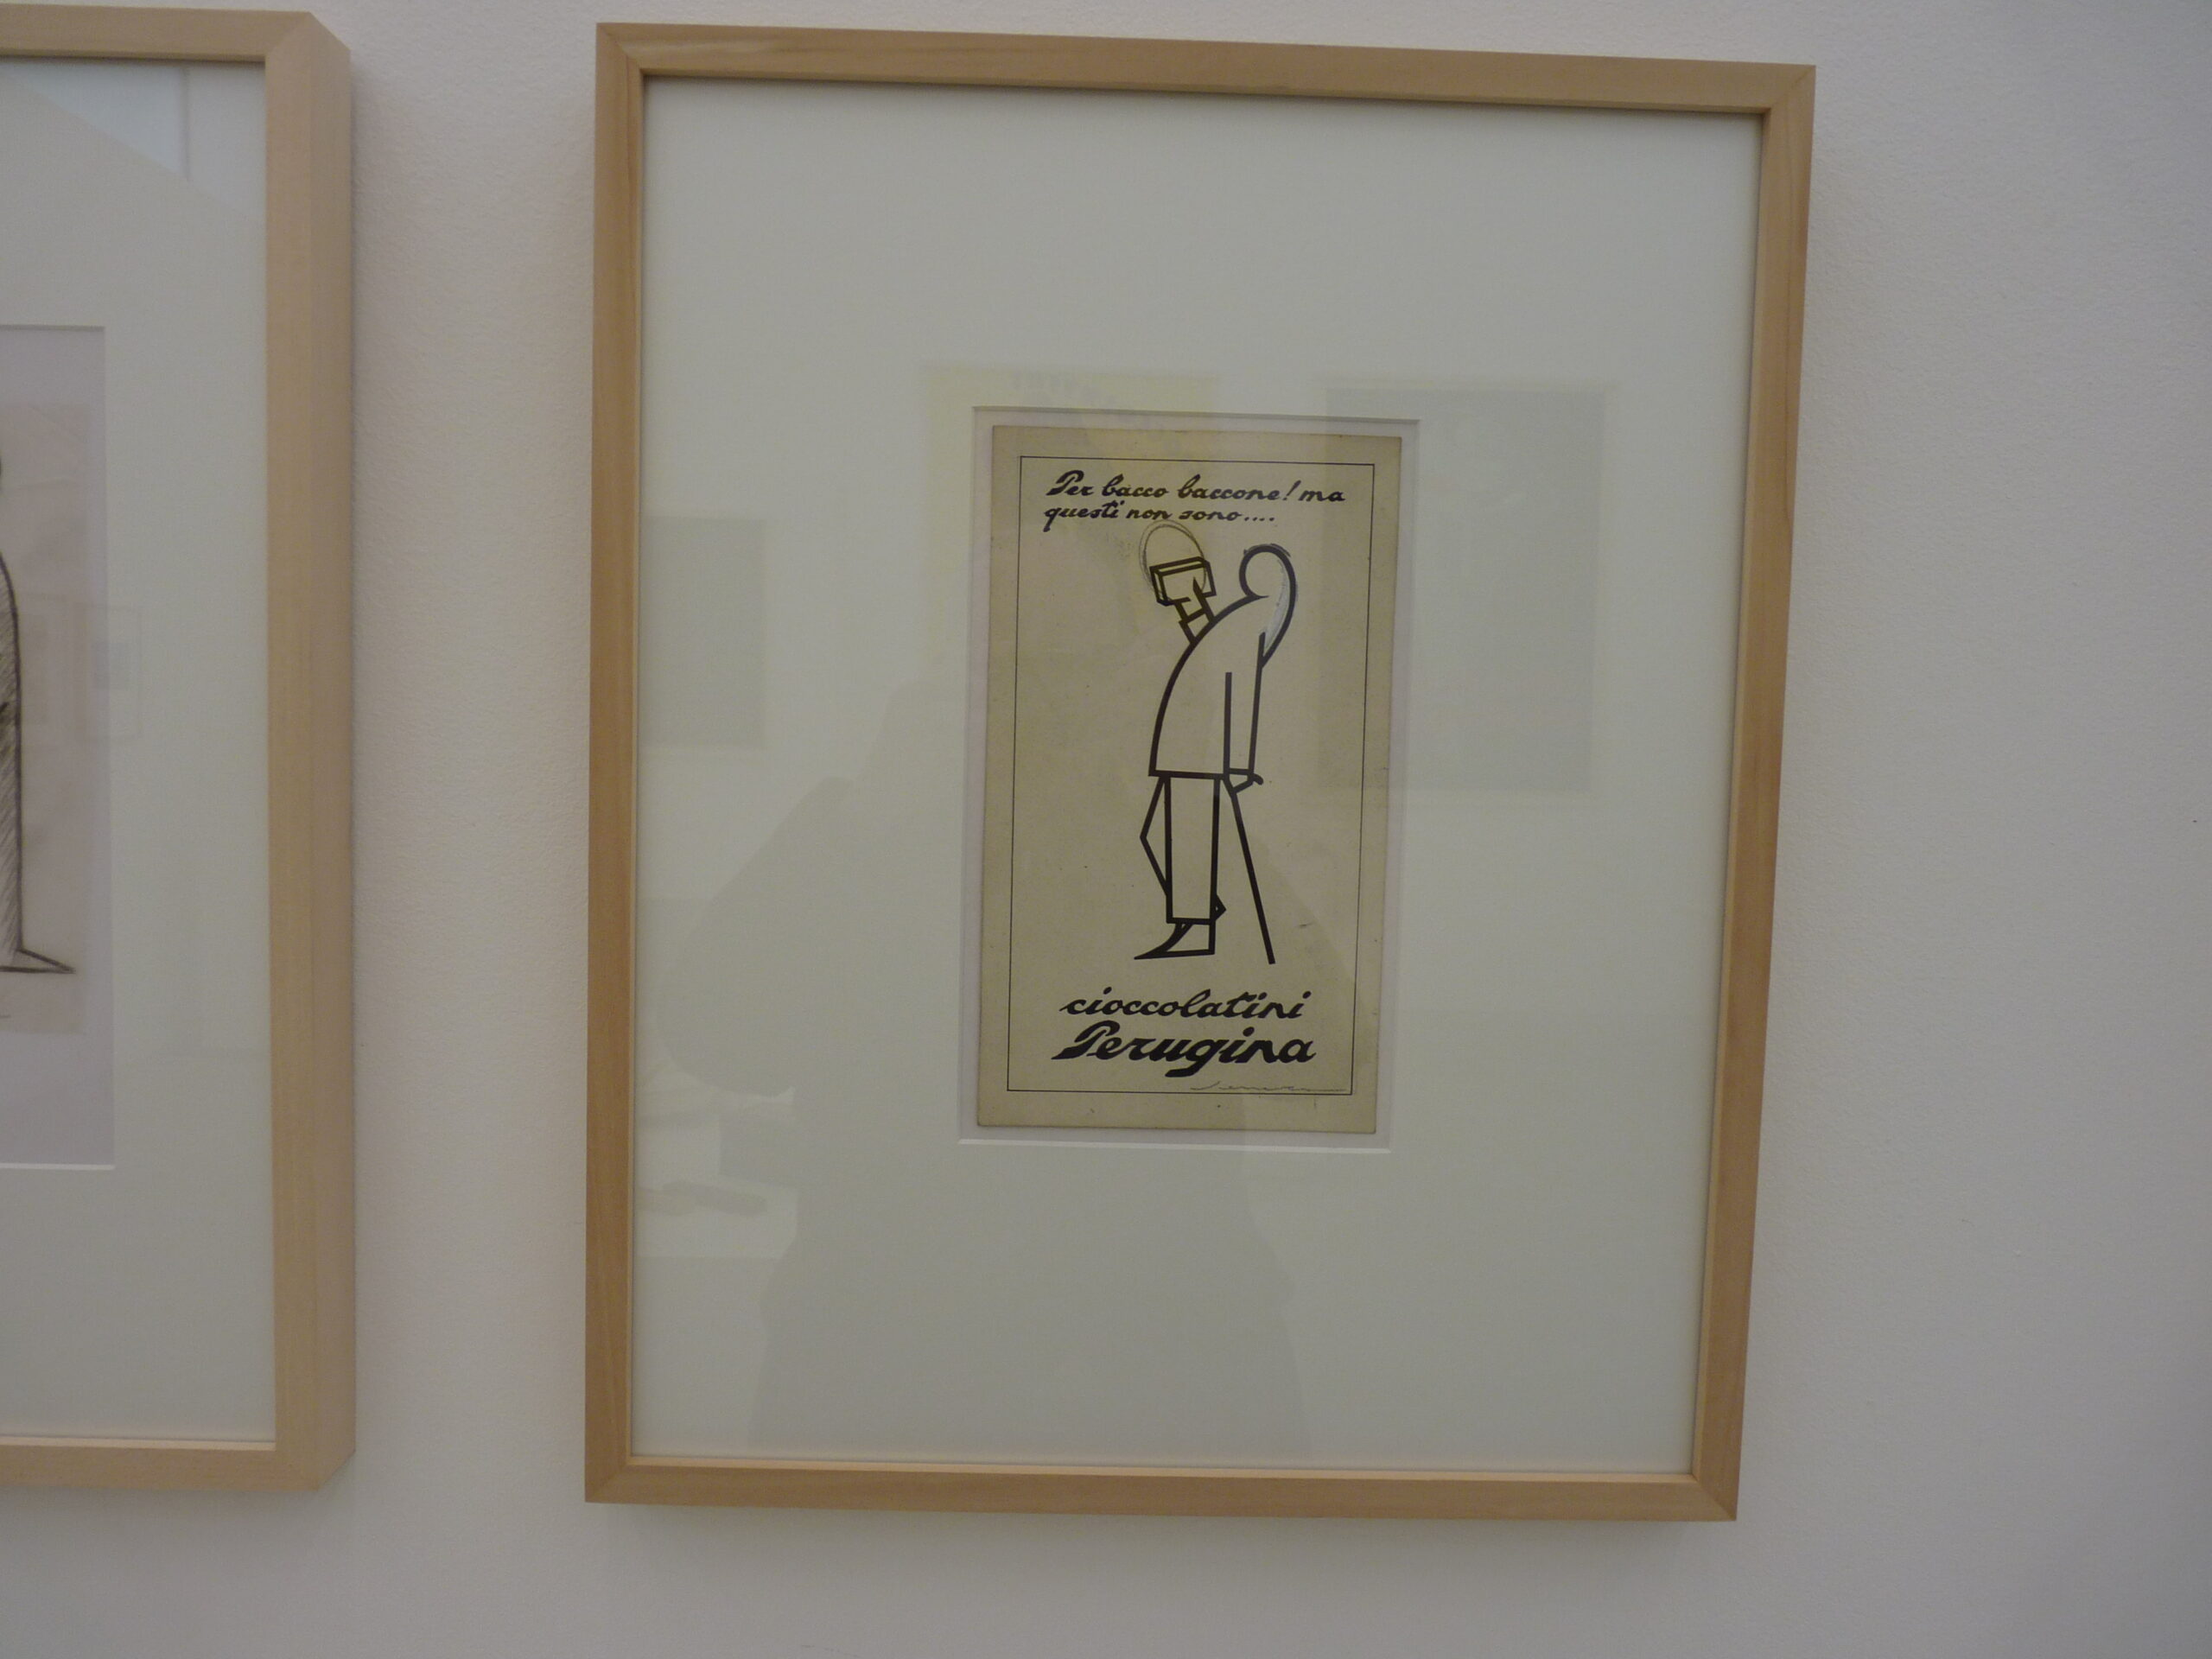 Per bacco baccone! ma
questi non sono....
cioccolatini
Perugina